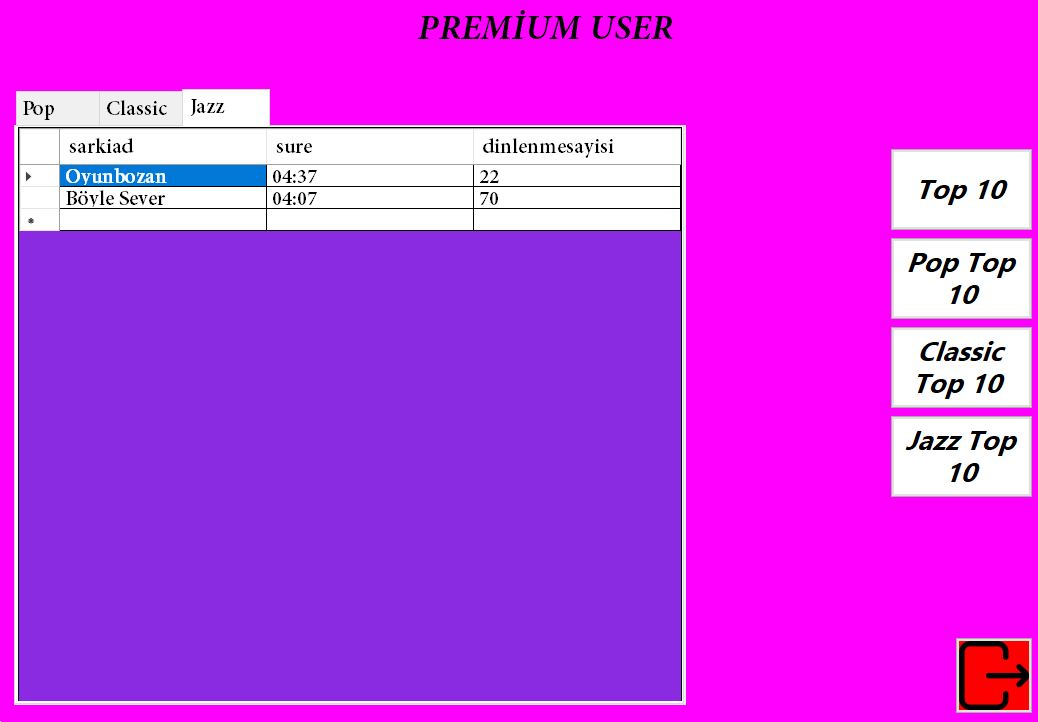 PREMİUM USER
Pop Classic Jazz
sarkiad sure dinlenmesayisi
Oyunbozan 04:37 22
Böyle Sever 04:07 70
Top 10
Pop Top
10
Classic
Top 10
Jazz Top
10